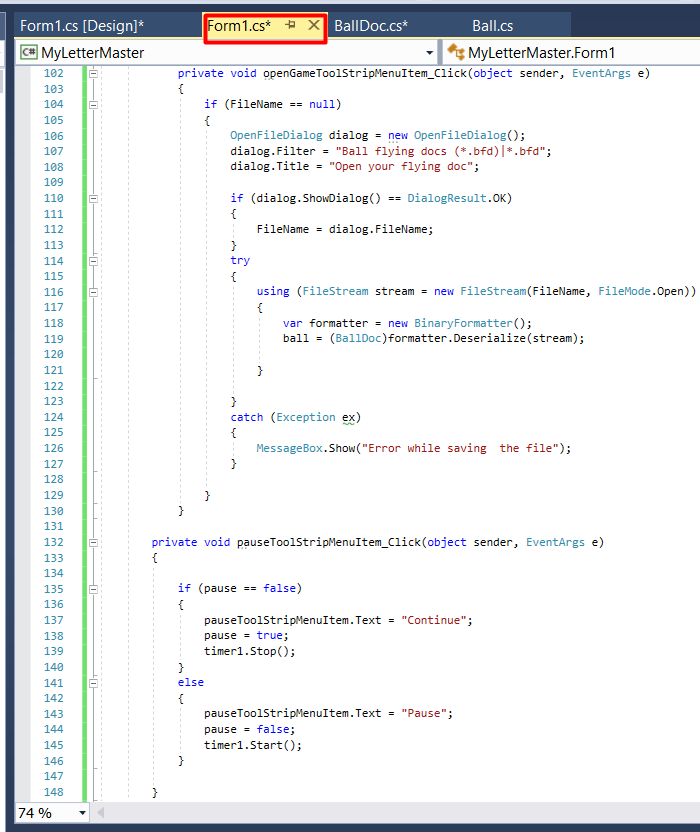 Form1.cs [Design]* Form1.cs* BallDoc.cs* Ball.cs
C# MyLetterMaster MyLetterMaster.Form1
102 private void openGameToolStripMenuItem_Click(object sender, EventArgs e)
103 {
104 if (FileName == null)
105 {
106 OpenFileDialog dialog = new OpenFileDialog();
107 dialog.Filter = "Ball flying docs (*.bfd)|*.bfd";
108 dialog.Title = "Open your flying doc";
109
110 if (dialog.ShowDialog() == DialogResult.OK)
111 {
112 FileName = dialog.FileName;
113 }
114 try
115 {
116 using (FileStream stream = new FileStream(FileName, FileMode.Open))
117 {
118 var formatter = new BinaryFormatter();
119 ball = (BallDoc)formatter.Deserialize(stream);
120
121 }
122
123 }
124 catch (Exception ex)
125 {
126 MessageBox.Show("Error while saving  the file");
127 }
128
129 }
130 }
131
132 private void pauseToolStripMenuItem_Click(object sender, EventArgs e)
133 {
134
135 if (pause == false)
136 {
137 pauseToolStripMenuItem.Text = "Continue";
138 pause = true;
139 timer1.Stop();
140 }
141 else
142 {
143 pauseToolStripMenuItem.Text = "Pause";
144 pause = false;
145 timer1.Start();
146 }
147
148 }
74 %